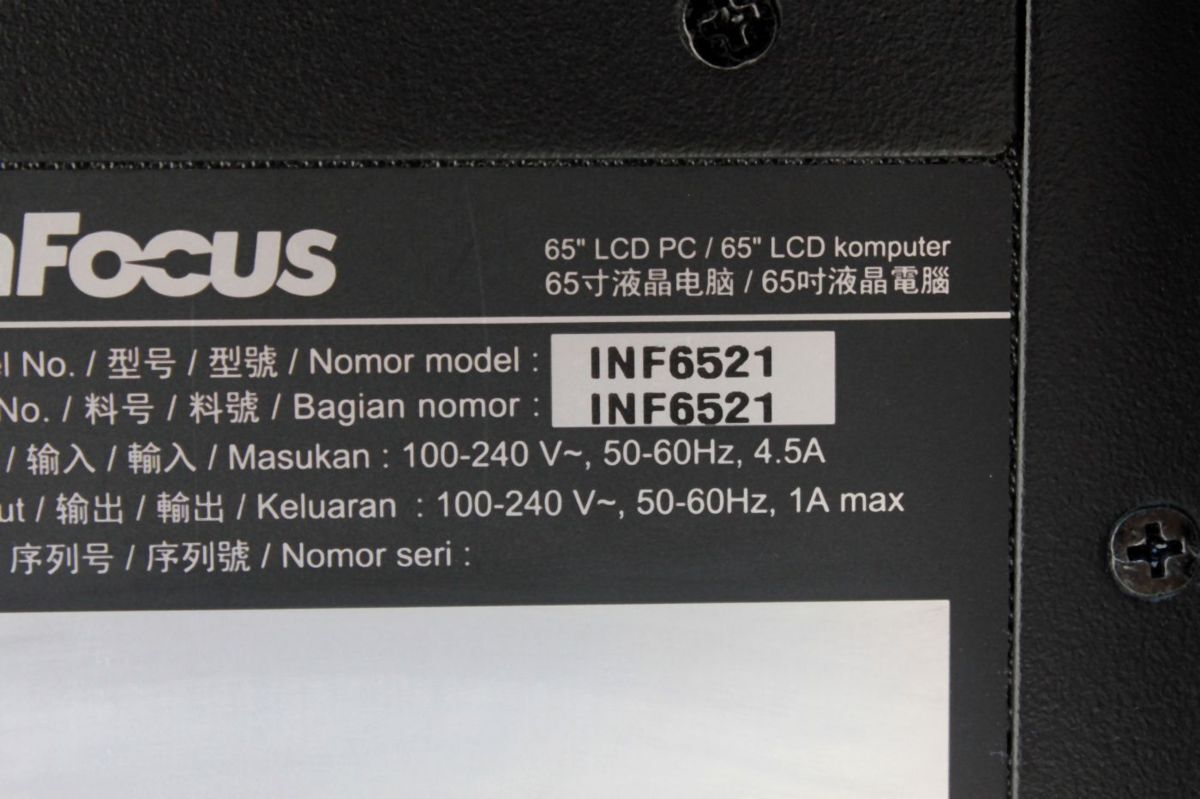 nFocus
65" LCD PC / 65" LCD komputer
65寸液晶电脑 / 65吋液晶電腦
el No. / 型号 / 型號 / Nomor model : INF6521
No. / 料号 / 料號 / Bagian nomor : INF6521
/ 输入 / 輸入 / Masukan : 100-240 V~, 50-60Hz, 4.5A
ut / 输出 / 輸出 / Keluaran : 100-240 V~, 50-60Hz, 1A max
序列号 / 序列號 / Nomor seri :